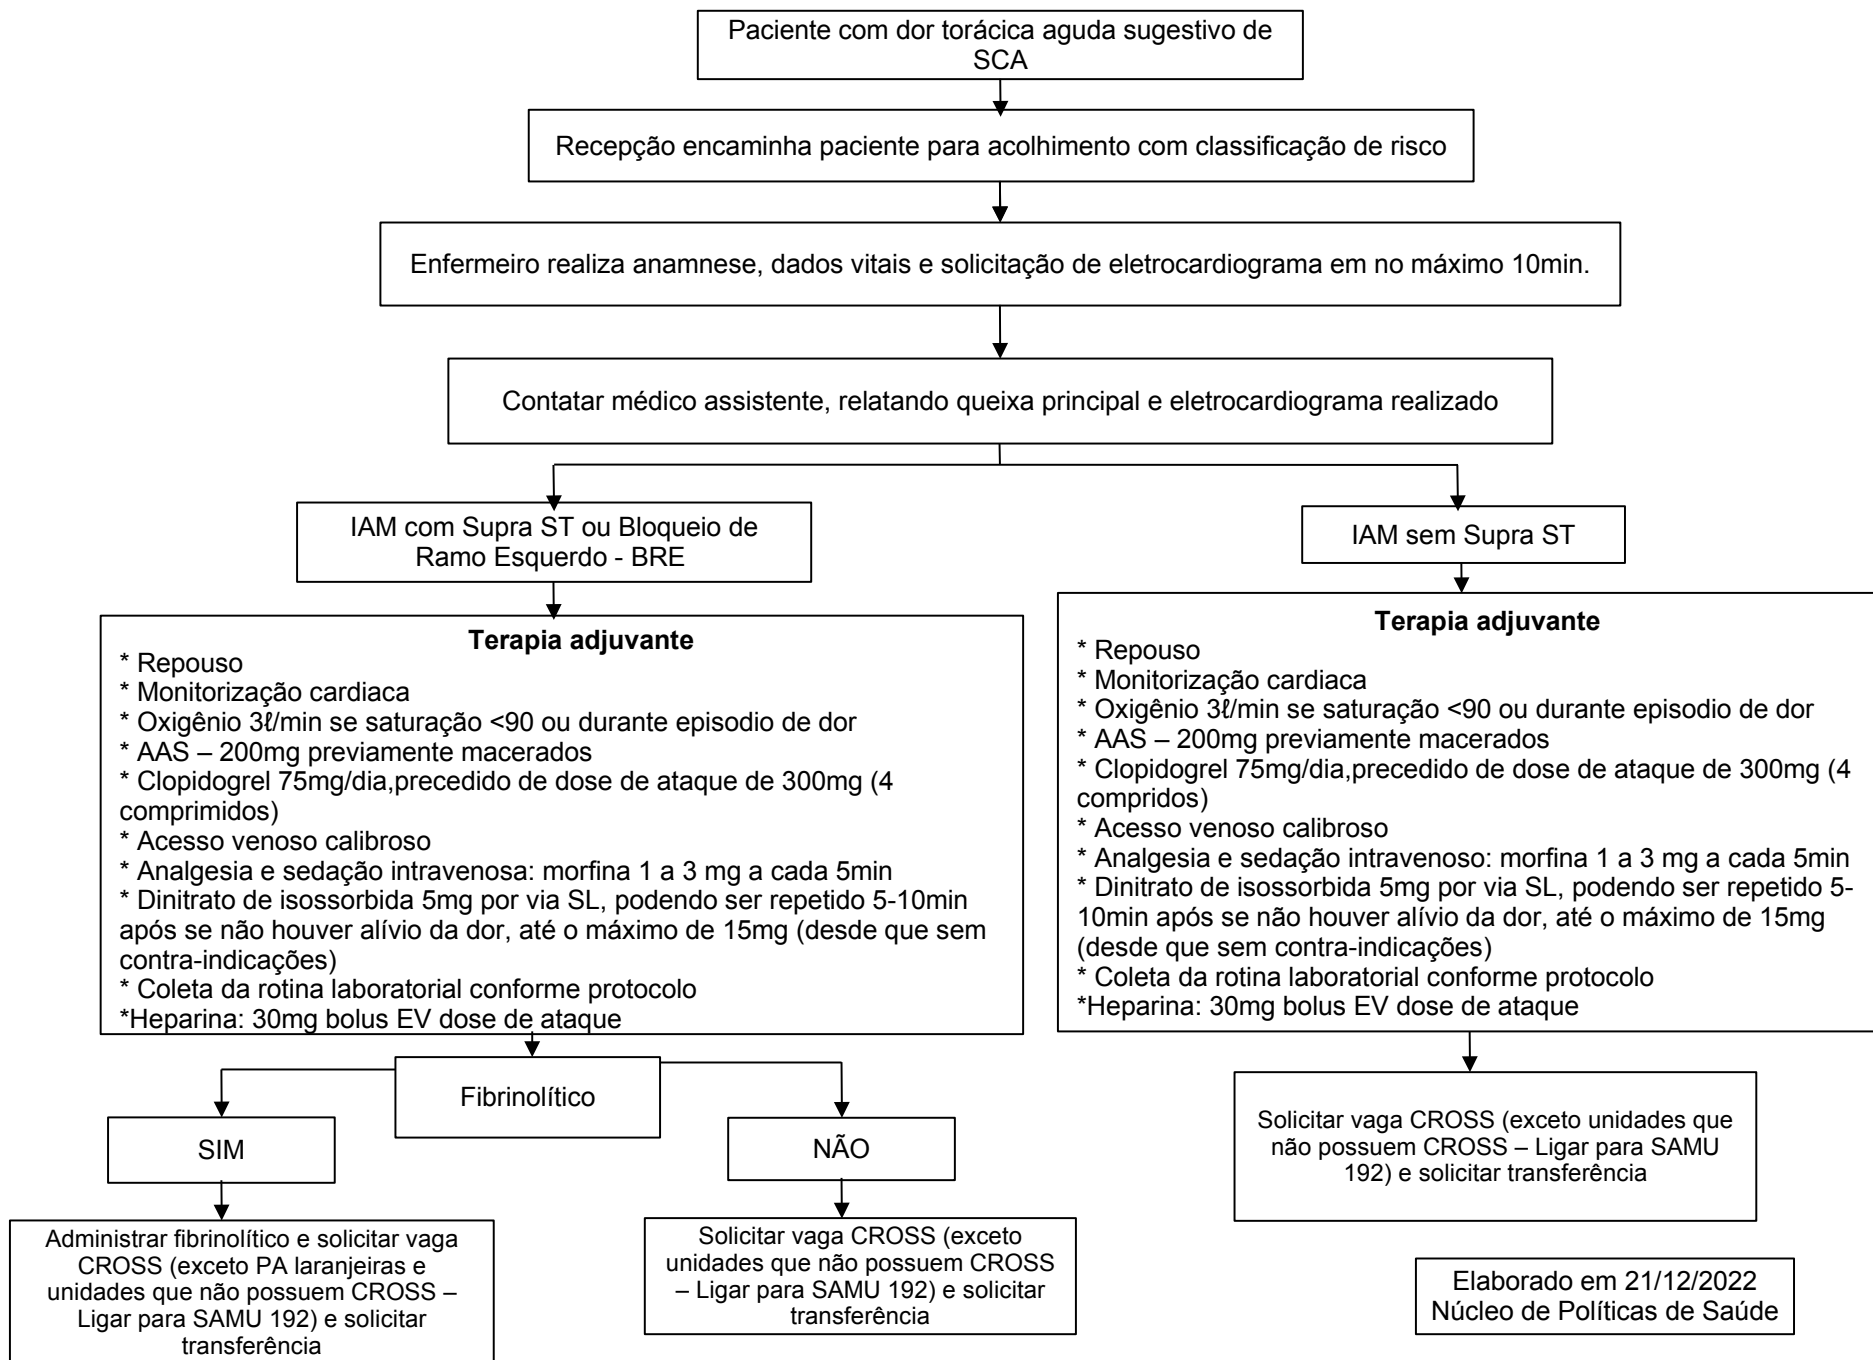 Paciente com dor torácica aguda sugestivo de
SCA
Recepção encaminha paciente para acolhimento com classificação de risco
Enfermeiro realiza anamnese, dados vitais e solicitação de eletrocardiograma em no máximo 10min.
Contatar médico assistente, relatando queixa principal e eletrocardiograma realizado
IAM com Supra ST ou Bloqueio de
Ramo Esquerdo - BRE
IAM sem Supra ST
Terapia adjuvante
* Repouso
* Monitorização cardiaca
* Oxigênio 3ℓ/min se saturação <90 ou durante episodio de dor
* AAS – 200mg previamente macerados
* Clopidogrel 75mg/dia,precedido de dose de ataque de 300mg (4
comprimidos)
* Acesso venoso calibroso
* Analgesia e sedação intravenosa: morfina 1 a 3 mg a cada 5min
* Dinitrato de isossorbida 5mg por via SL, podendo ser repetido 5-10min
após se não houver alívio da dor, até o máximo de 15mg (desde que sem
contra-indicações)
* Coleta da rotina laboratorial conforme protocolo
*Heparina: 30mg bolus EV dose de ataque
Terapia adjuvante
* Repouso
* Monitorização cardiaca
* Oxigênio 3ℓ/min se saturação <90 ou durante episodio de dor
* AAS – 200mg previamente macerados
* Clopidogrel 75mg/dia,precedido de dose de ataque de 300mg (4
compridos)
* Acesso venoso calibroso
* Analgesia e sedação intravenoso: morfina 1 a 3 mg a cada 5min
* Dinitrato de isossorbida 5mg por via SL, podendo ser repetido 5-
10min após se não houver alívio da dor, até o máximo de 15mg
(desde que sem contra-indicações)
* Coleta da rotina laboratorial conforme protocolo
*Heparina: 30mg bolus EV dose de ataque
Fibrinolítico
SIM
NÃO
Administrar fibrinolítico e solicitar vaga
CROSS (exceto PA laranjeiras e
unidades que não possuem CROSS –
Ligar para SAMU 192) e solicitar
transferência
Solicitar vaga CROSS (exceto
unidades que não possuem CROSS
– Ligar para SAMU 192) e solicitar
transferência
Solicitar vaga CROSS (exceto unidades que
não possuem CROSS – Ligar para SAMU
192) e solicitar transferência
Elaborado em 21/12/2022
Núcleo de Políticas de Saúde